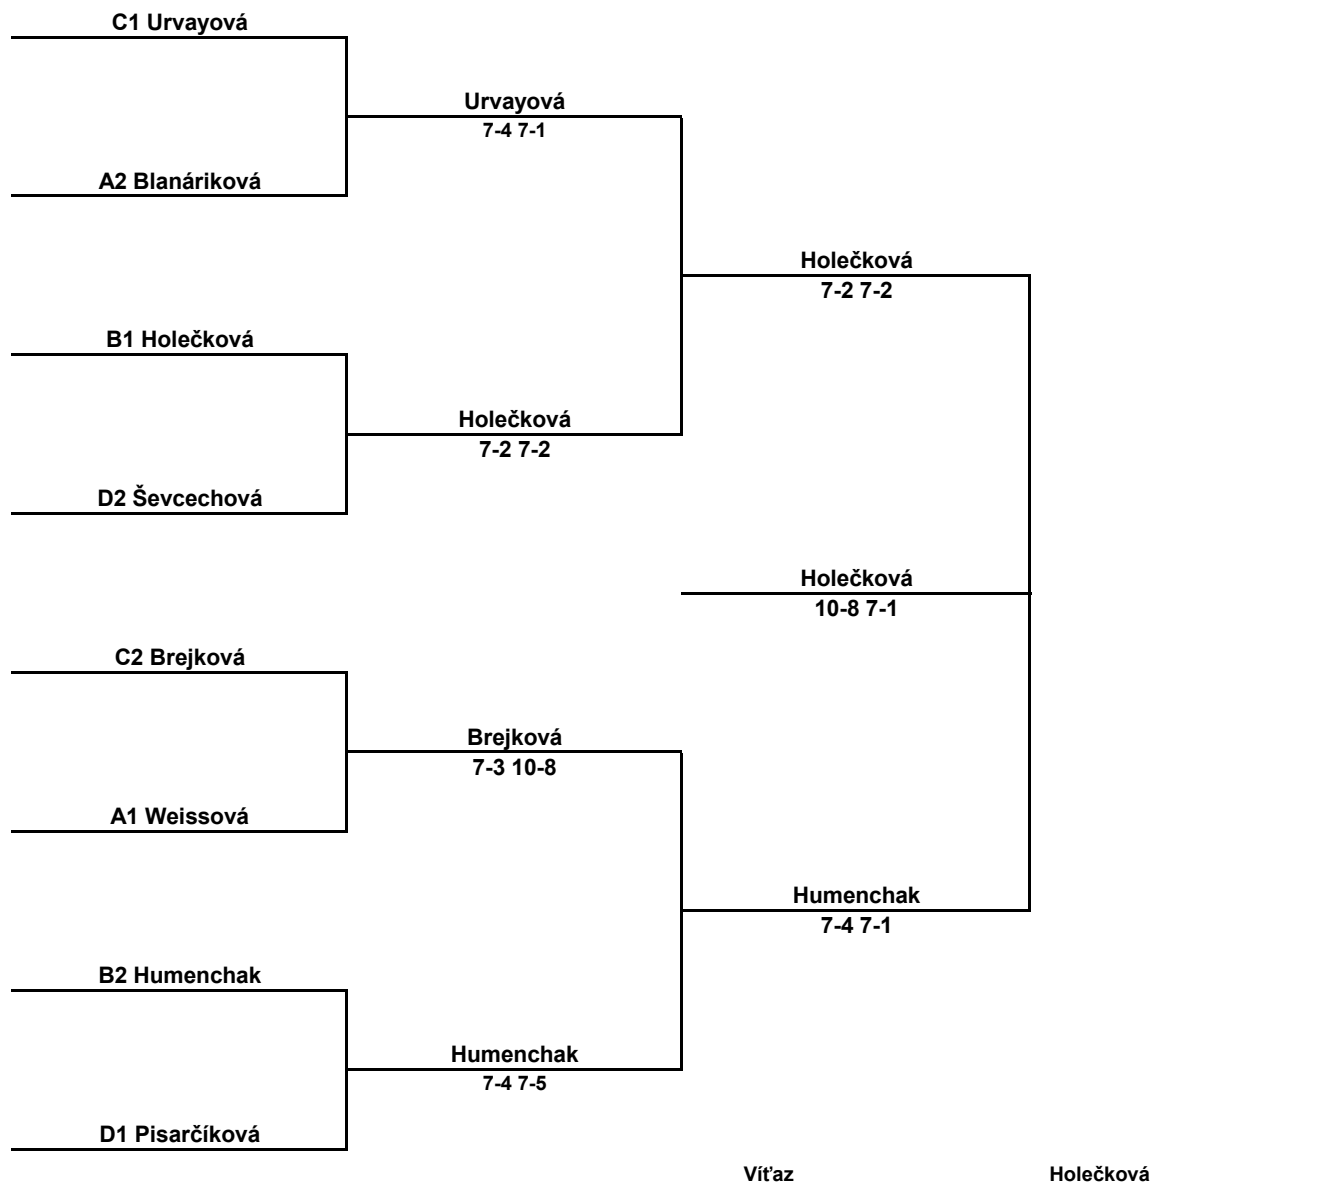 C1 Urvayová
Urvayová
7-4 7-1
A2 Blanáriková
Holečková
7-2 7-2
B1 Holečková
Holečková
7-2 7-2
D2 Ševcechová
Holečková
10-8 7-1
C2 Brejková
Brejková
7-3 10-8
A1 Weissová
Humenchak
7-4 7-1
B2 Humenchak
Humenchak
7-4 7-5
D1 Pisarčíková
Víťaz Holečková